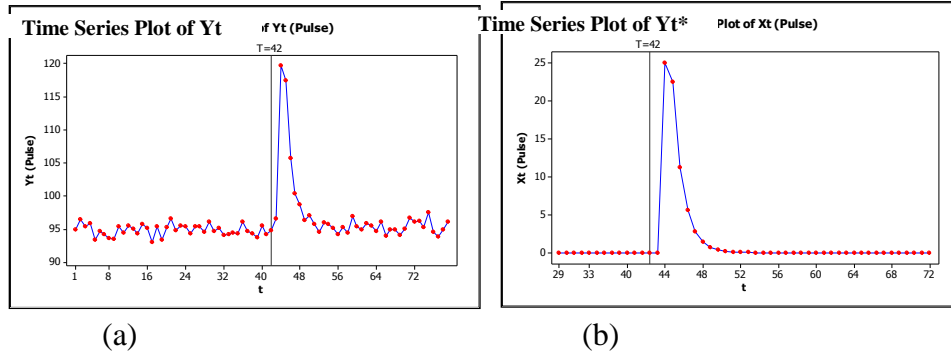 Time Series Plot of Yt
of Yt (Pulse)
T=42
Yt (Pulse)
120
115
110
105
100
95
90
1 8 16 24 32 40 48 56 64 72
t
(a)
Time Series Plot of Yt*
Plot of Xt (Pulse)
T=42
Xt (Pulse)
25
20
15
10
5
0
29 33 40 44 48 52 56 60 64 68 72
t
(b)